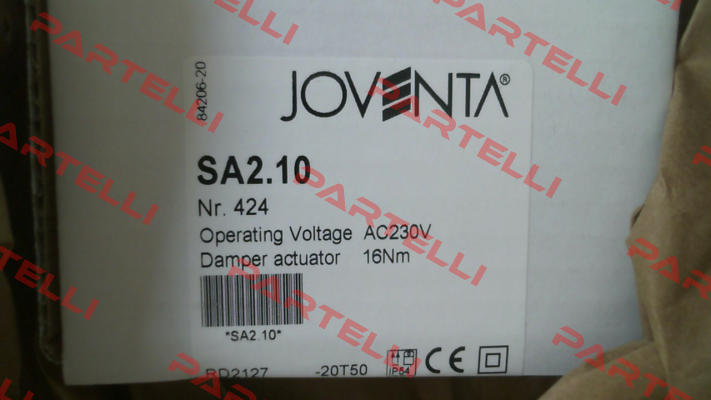 84206-20
JOVENTA®
SA2.10
Nr. 424
Operating Voltage AC230V
Damper actuator 16Nm
*SA2.10*
BD2127 -20T50 IP54 CE
PARTELLI
PARTELLI
PARTELLI
PARTELLI
PARTELLI
PARTELLI
PARTELLI